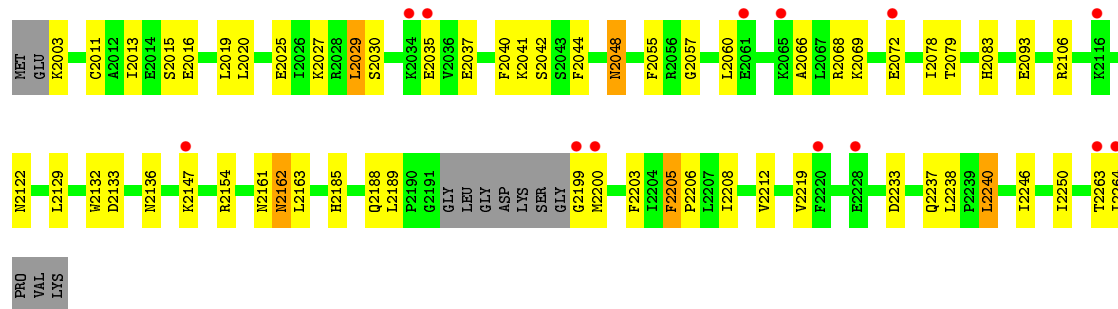 MET GLU K2003 C2011 A2012 I2013 E2014 S2015 E2016 L2019 L2020 E2025 I2026 K2027 R2028 L2029 S2030 K2034 E2035 V2036 E2037 F2040 K2041 S2042 S2043 F2044 N2048 F2055 R2056 G2057 L2060 E2061 K2065 A2066 L2067 R2068 K2069 E2072 I2078 T2079 H2083 E2093 R2106 K2116
N2122 L2129 W2132 D2133 N2136 K2147 R2154 N2161 N2162 L2163 H2185 Q2188 L2189 P2190 G2191 GLY LEU GLY ASP LYS SER GLY G2199 M2200 F2203 I2204 F2205 P2206 L2207 I2208 V2212 V2219 F2220 E2228 D2233 Q2237 L2238 P2239 L2240 I2246 I2250 T2263
PRO VAL LYS